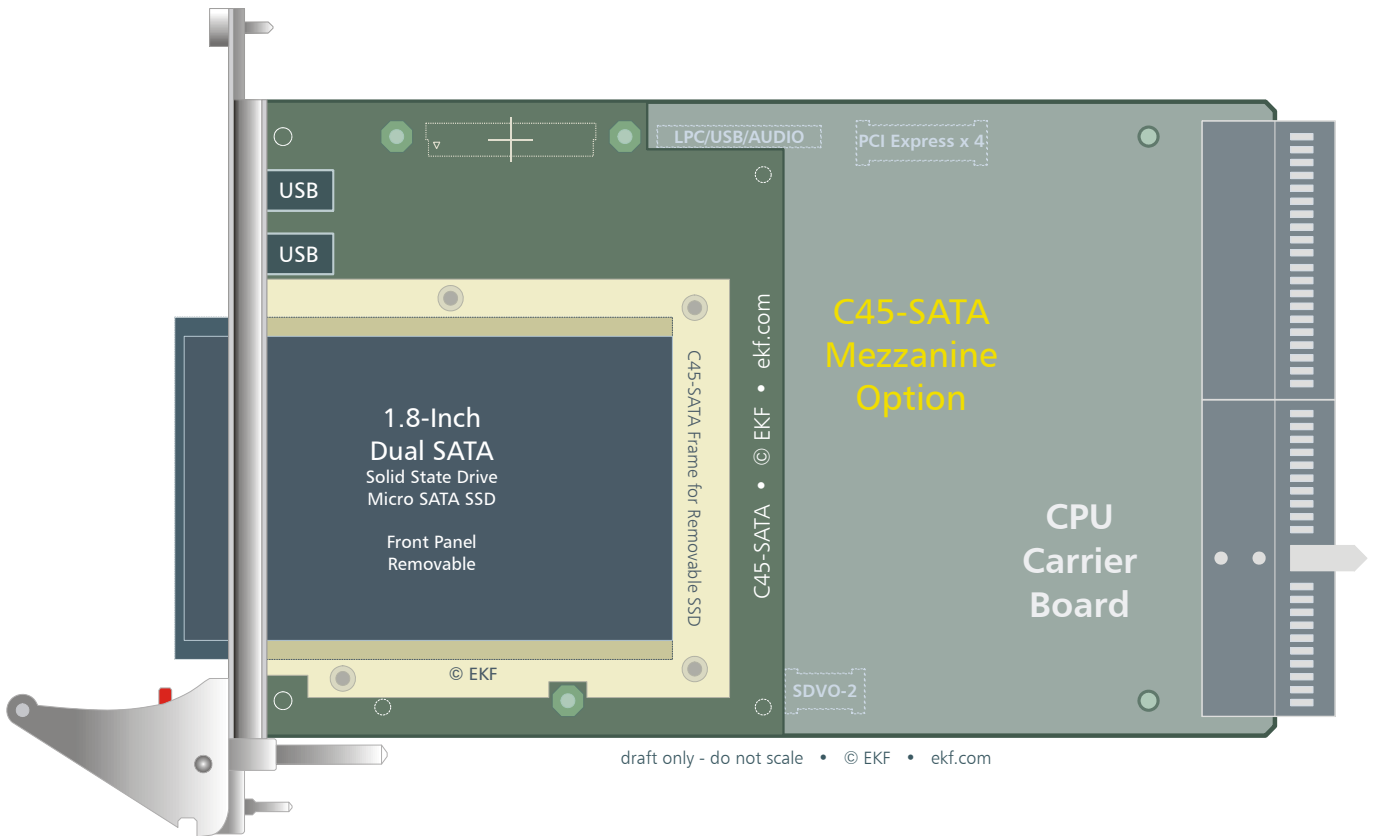 LPC/USB/AUDIO
PCI Express x 4
USB
USB
C45-SATA
Mezzanine
Option
1.8-Inch
Dual SATA
Solid State Drive
Micro SATA SSD
Front Panel
Removable
C45-SATA Frame for Removable SSD
C45-SATA • © EKF • ekf.com
CPU
Carrier
Board
© EKF
SDVO-2
draft only - do not scale • © EKF • ekf.com